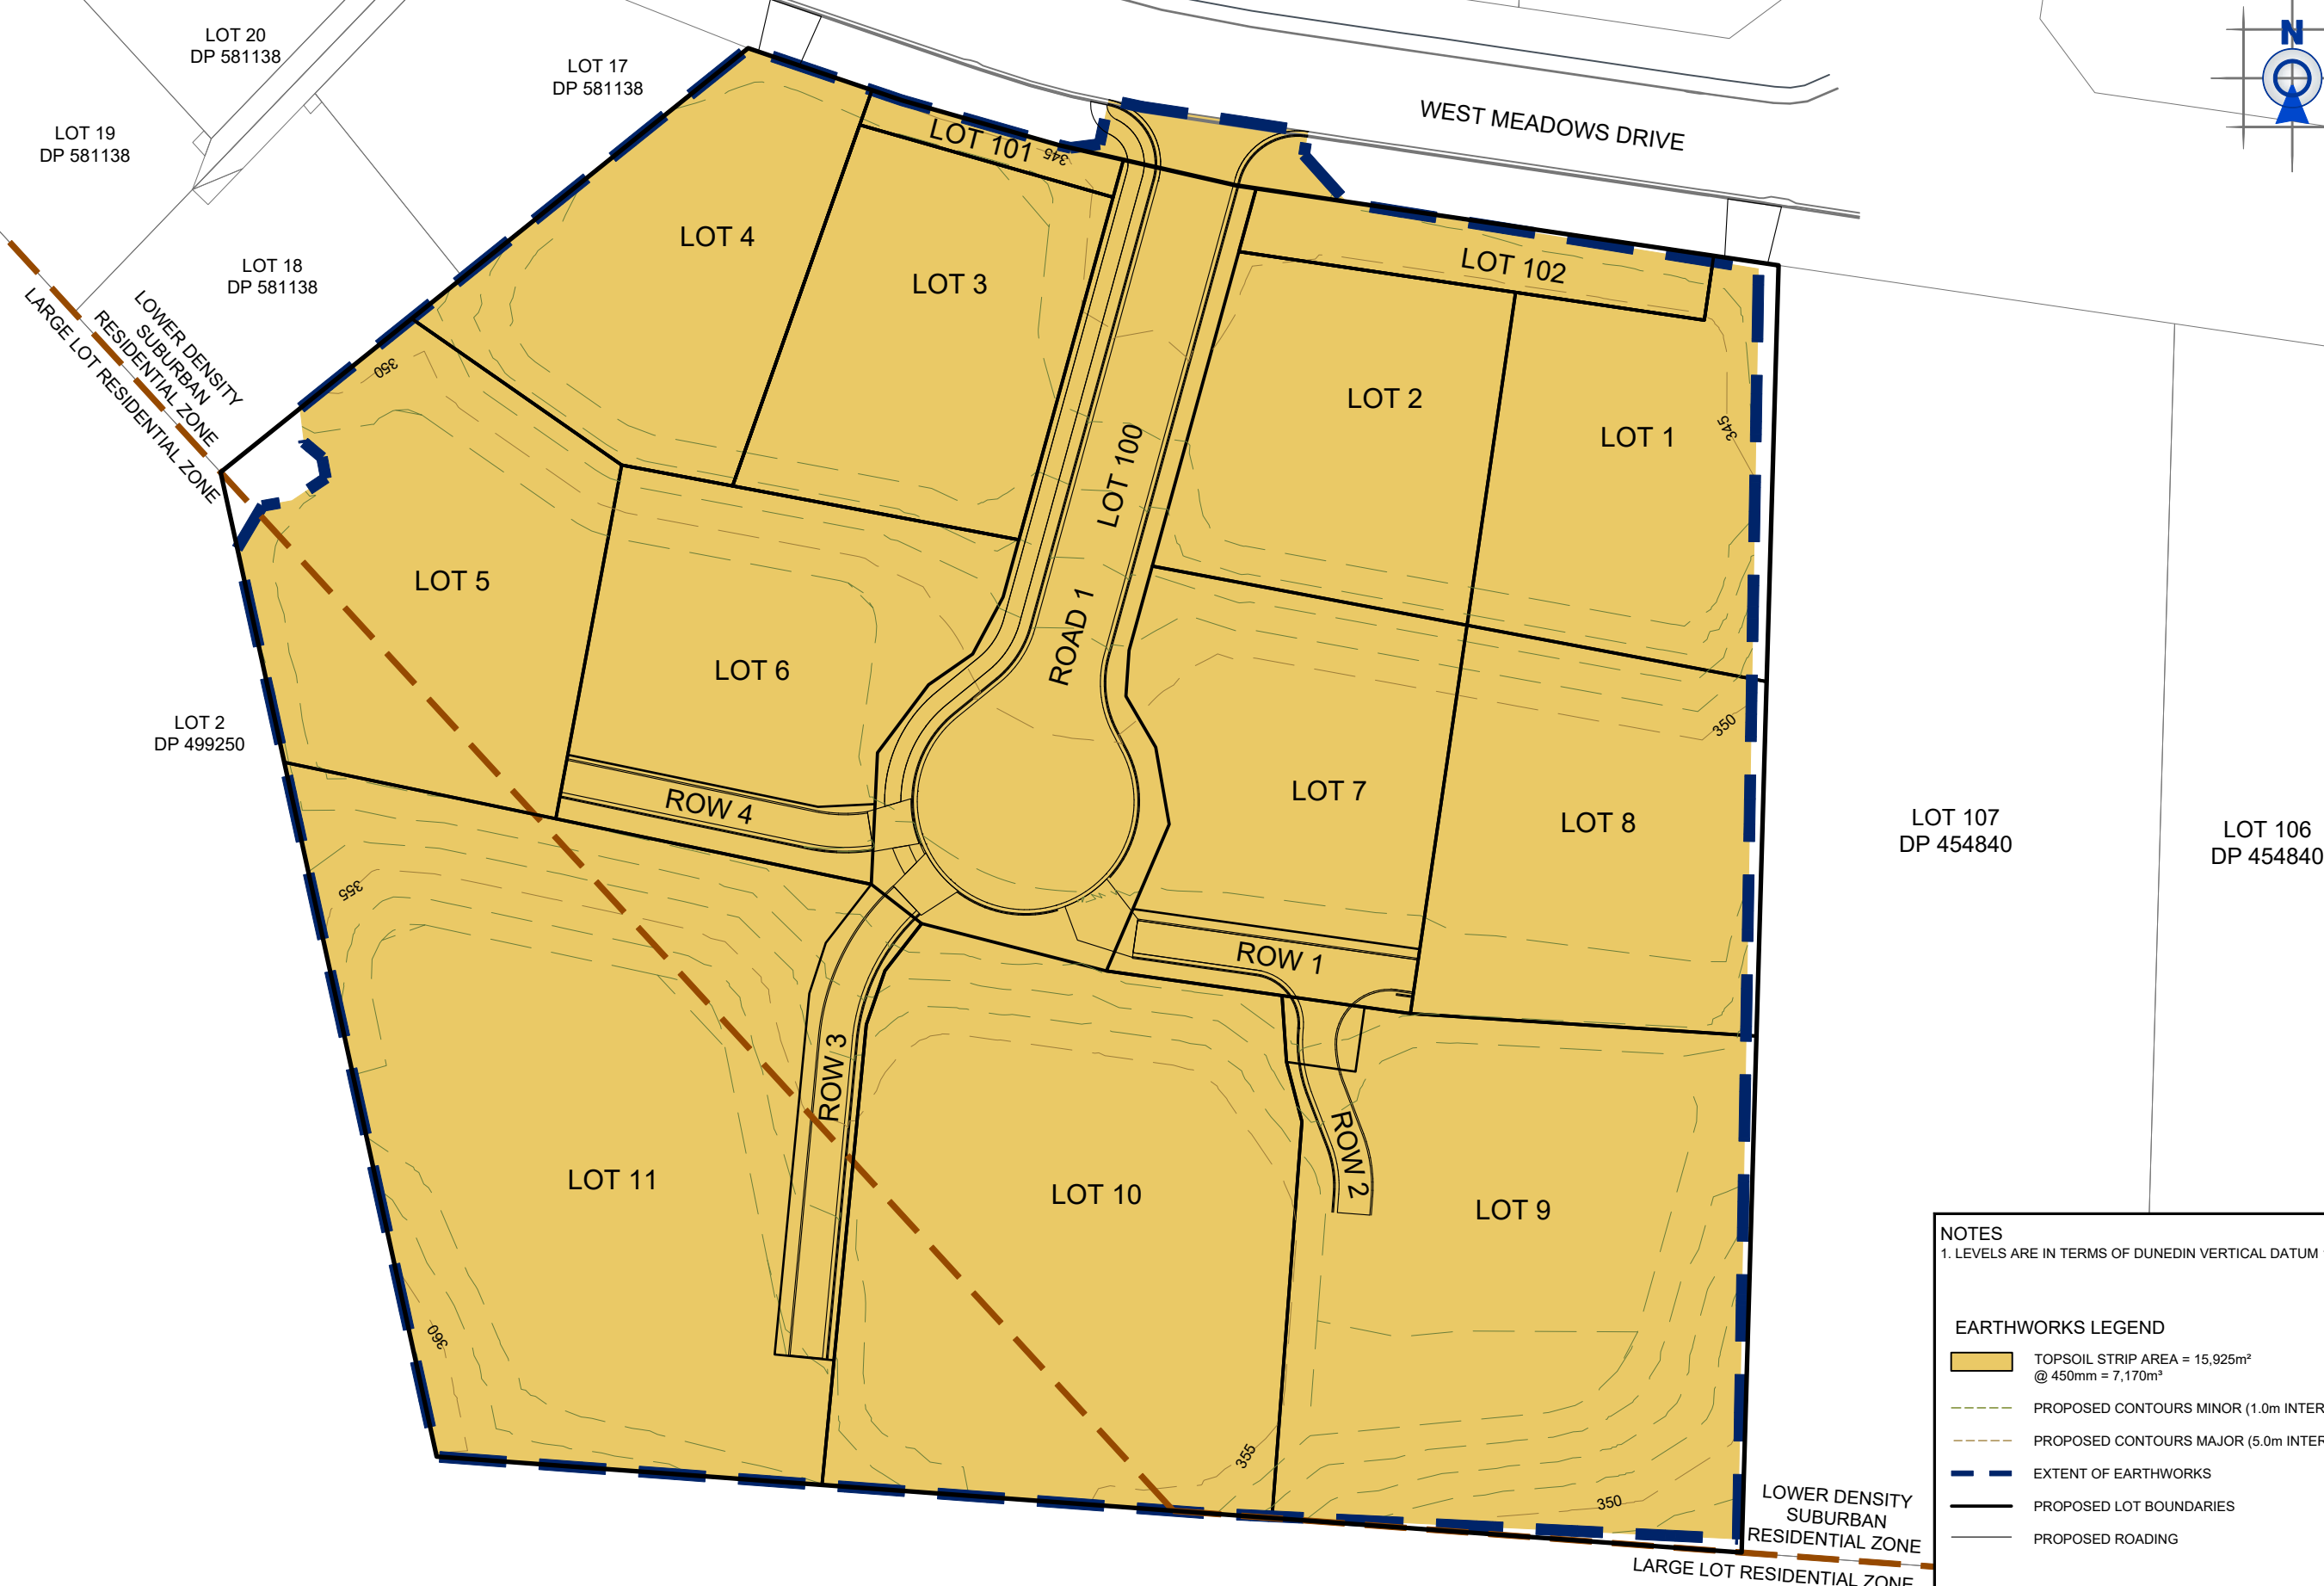 LOT 20
DP 581138
LOT 17
DP 581138
N
LOT 19
DP 581138
WEST MEADOWS DRIVE
LOT 101
345
LOT 4
LOT 3
LOT 18
DP 581138
LOT 102
LOWER DENSITY
SUBURBAN
RESIDENTIAL ZONE
LARGE LOT RESIDENTIAL ZONE
350
LOT 2
LOT 1
345
LOT 100
ROAD 1
LOT 5
LOT 6
LOT 2
DP 499250
350
LOT 7
LOT 8
ROW 4
LOT 107
DP 454840
LOT 106
DP 454840
355
ROW 1
ROW 3
ROW 2
LOT 11
LOT 10
LOT 9
360
355
350
LOWER DENSITY
SUBURBAN
RESIDENTIAL ZONE
LARGE LOT RESIDENTIAL ZONE
NOTES
1. LEVELS ARE IN TERMS OF DUNEDIN VERTICAL DATUM
EARTHWORKS LEGEND
TOPSOIL STRIP AREA = 15,925m²
@ 450mm = 7,170m³
PROPOSED CONTOURS MINOR (1.0m INTER
PROPOSED CONTOURS MAJOR (5.0m INTER
EXTENT OF EARTHWORKS
PROPOSED LOT BOUNDARIES
PROPOSED ROADING